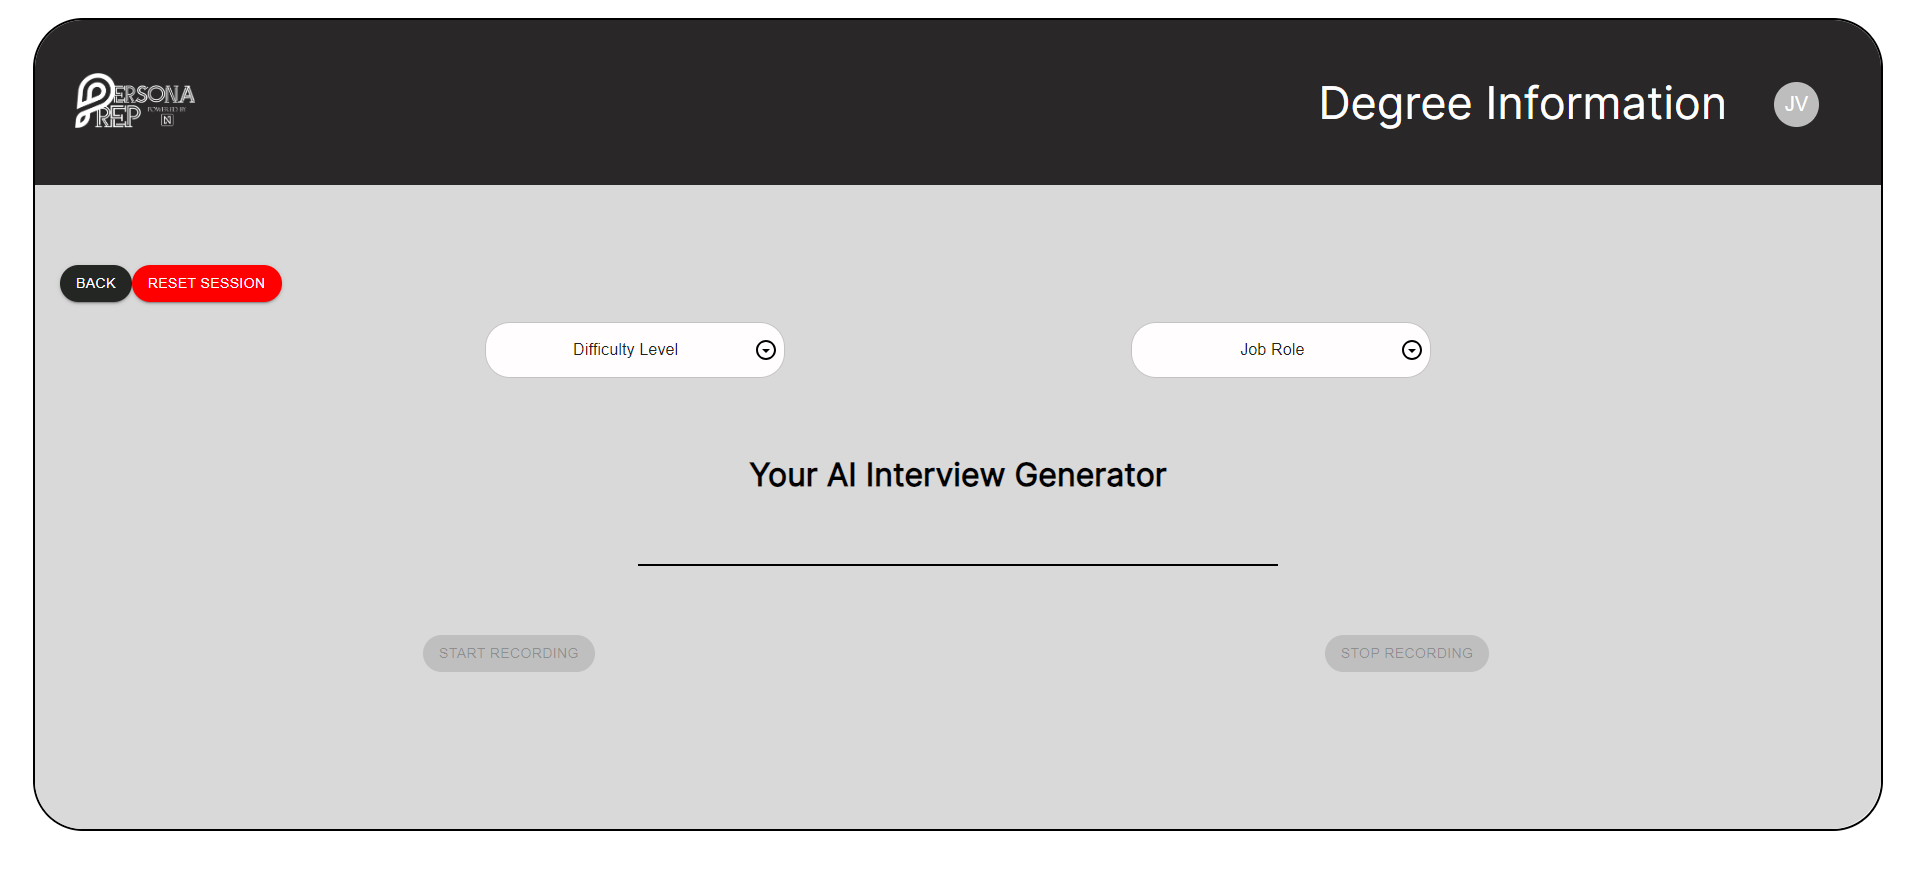 PERSONA
PREP POWERED BY
N
Degree Information
JV
BACK
RESET SESSION
Difficulty Level
Job Role
Your AI Interview Generator
START RECORDING
STOP RECORDING